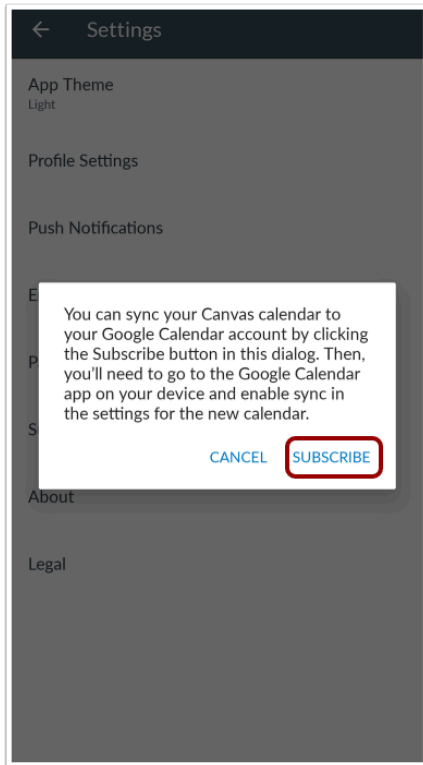 Settings
App Theme
Light
Profile Settings
Push Notifications
You can sync your Canvas calendar to
your Google Calendar account by clicking
the Subscribe button in this dialog. Then,
you'll need to go to the Google Calendar
app on your device and enable sync in
the settings for the new calendar.
CANCEL SUBSCRIBE
About
Legal